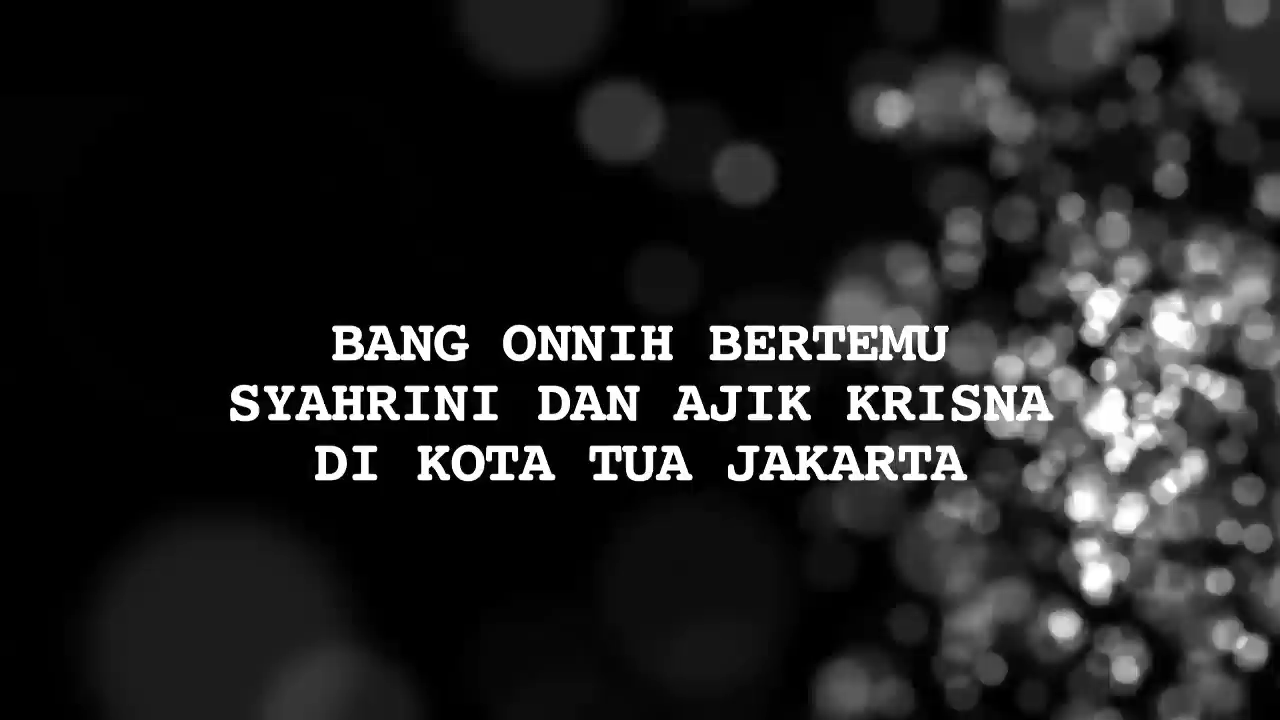 BANG ONNIH BERTEMU
SYAHRINI DAN AJIK KRISNA
DI KOTA TUA JAKARTA